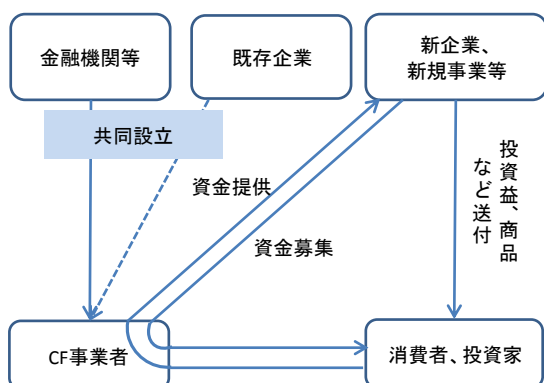 金融機関等
既存企業
新企業、
新規事業等
共同設立
資金提供
資金募集
投資益、商品
など送付
CF事業者
消費者、投資家